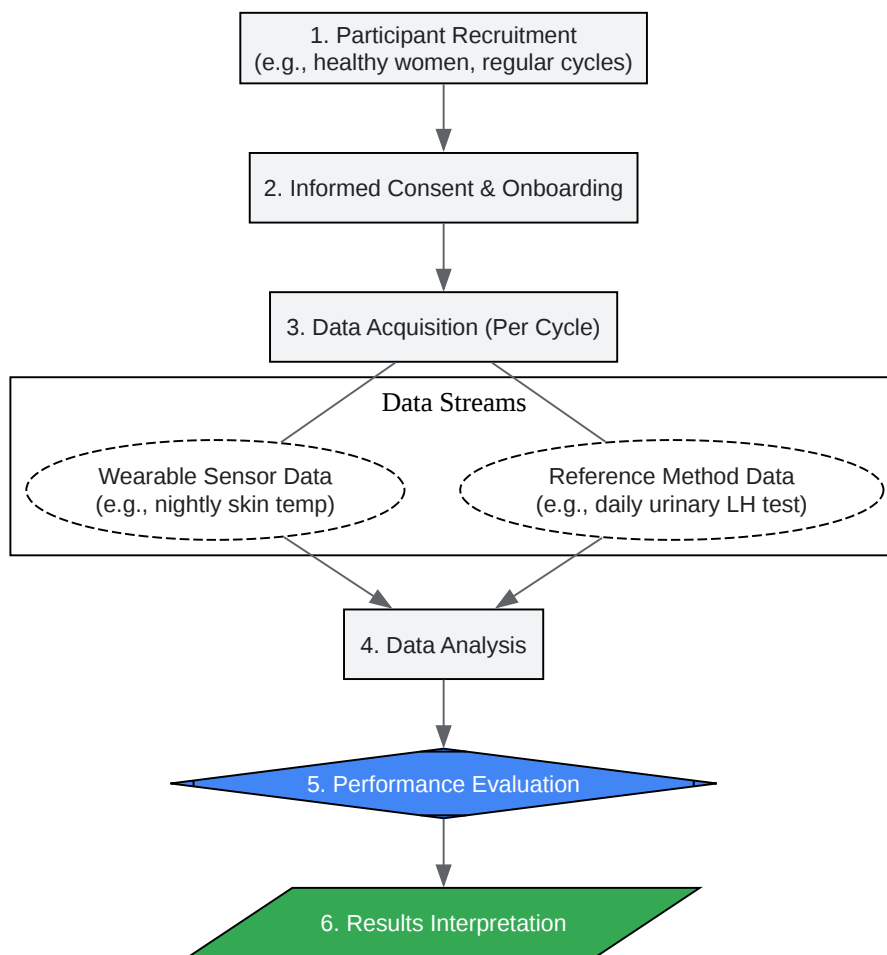 1. Participant Recruitment
(e.g., healthy women, regular cycles)
2. Informed Consent & Onboarding
3. Data Acquisition (Per Cycle)
Data Streams
Wearable Sensor Data
(e.g., nightly skin temp)
Reference Method Data
(e.g., daily urinary LH test)
4. Data Analysis
5. Performance Evaluation
6. Results Interpretation